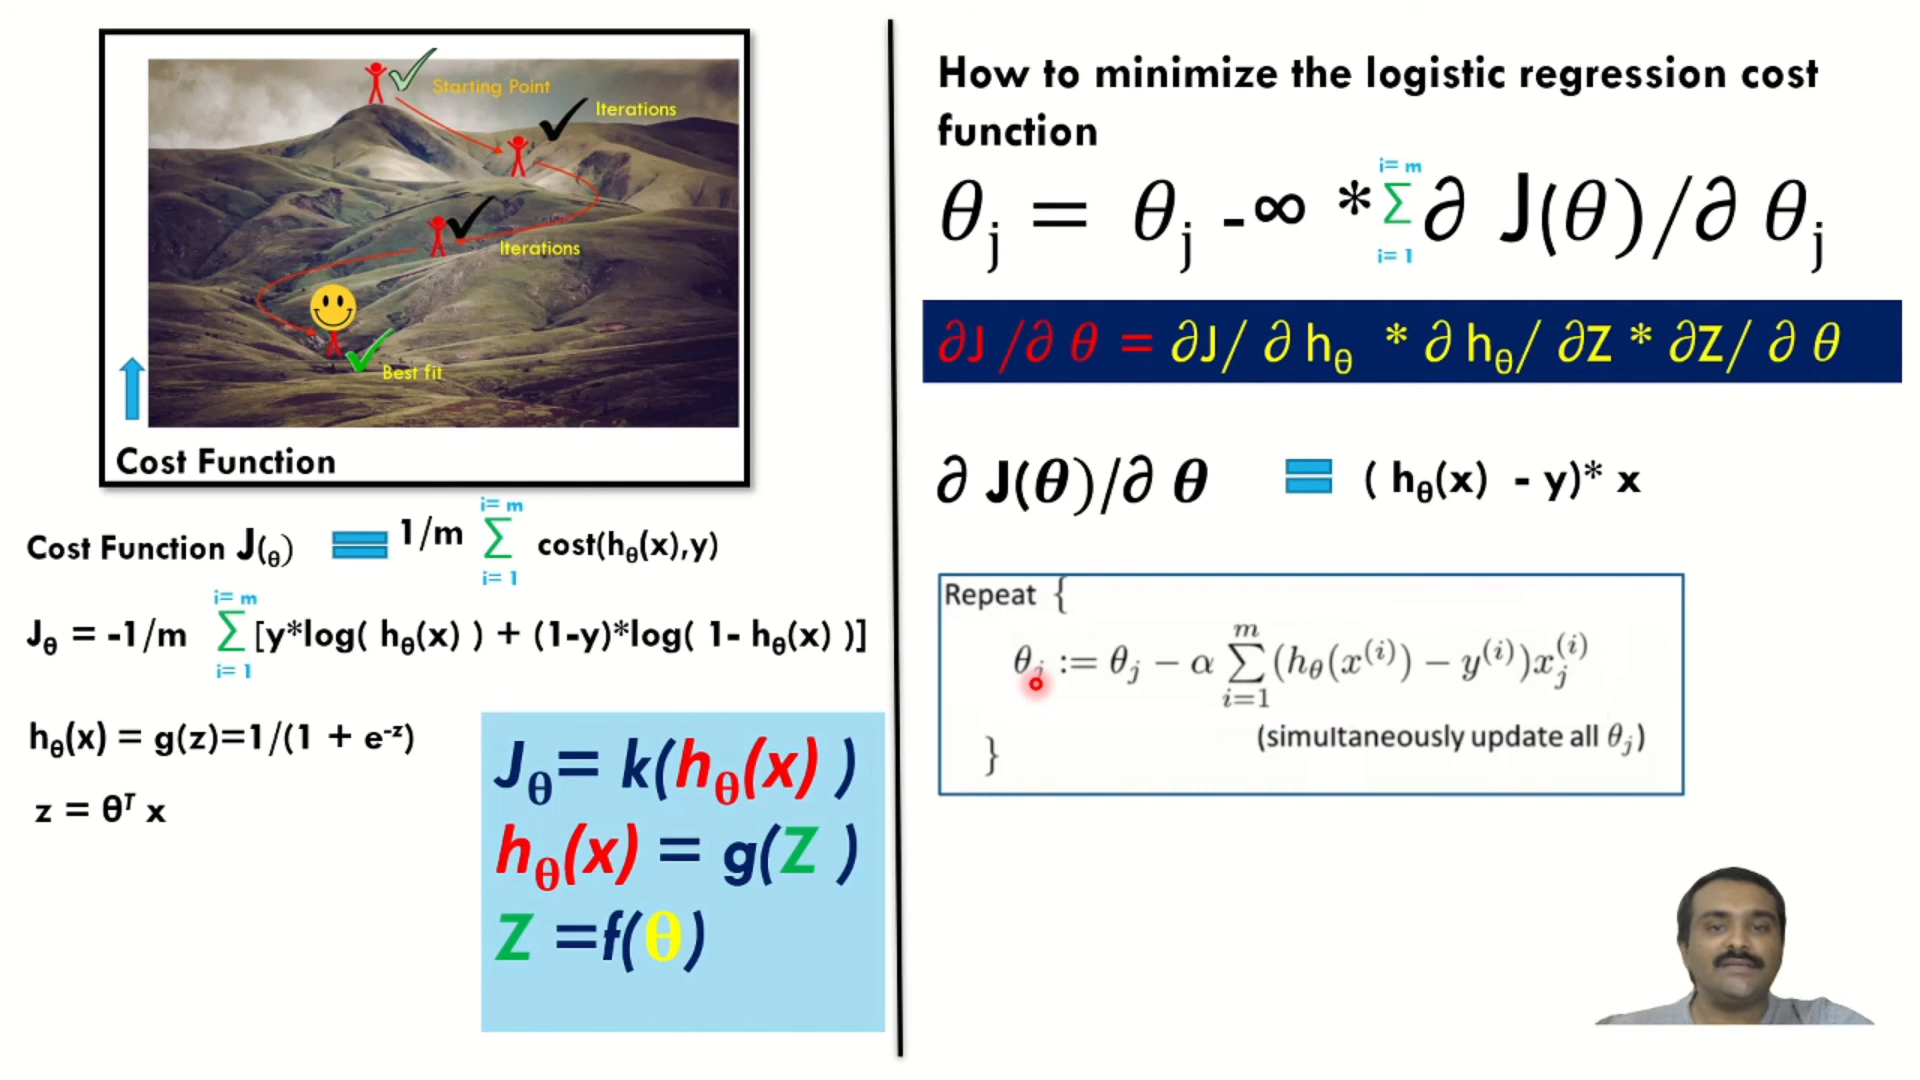 Starting Point
Iterations
Iterations
Best fit
Cost Function
Cost Function J(θ) = 1/m Σ i=1 i=m cost(hθ(x),y)
Jθ = -1/m Σ i=1 i=m [y*log( hθ(x) ) + (1-y)*log( 1- hθ(x) )]
hθ(x) = g(z)=1/(1 + e⁻ᶻ)
z = θᵀ x
Jθ= k(hθ(x) )
hθ(x) = g(Z )
Z =f(θ)
How to minimize the logistic regression cost
function
θj = θj -∞ * Σ i=1 i=m ∂ J(θ)/∂ θj
∂J /∂ θ = ∂J/ ∂ hθ * ∂ hθ/ ∂Z * ∂Z/ ∂ θ
∂ J(θ)/∂ θ = ( hθ(x) - y)* x
Repeat {
θj := θj − α Σ i=1 m (hθ(x⁽ⁱ⁾) − y⁽ⁱ⁾)xj⁽ⁱ⁾
(simultaneously update all θj)
}